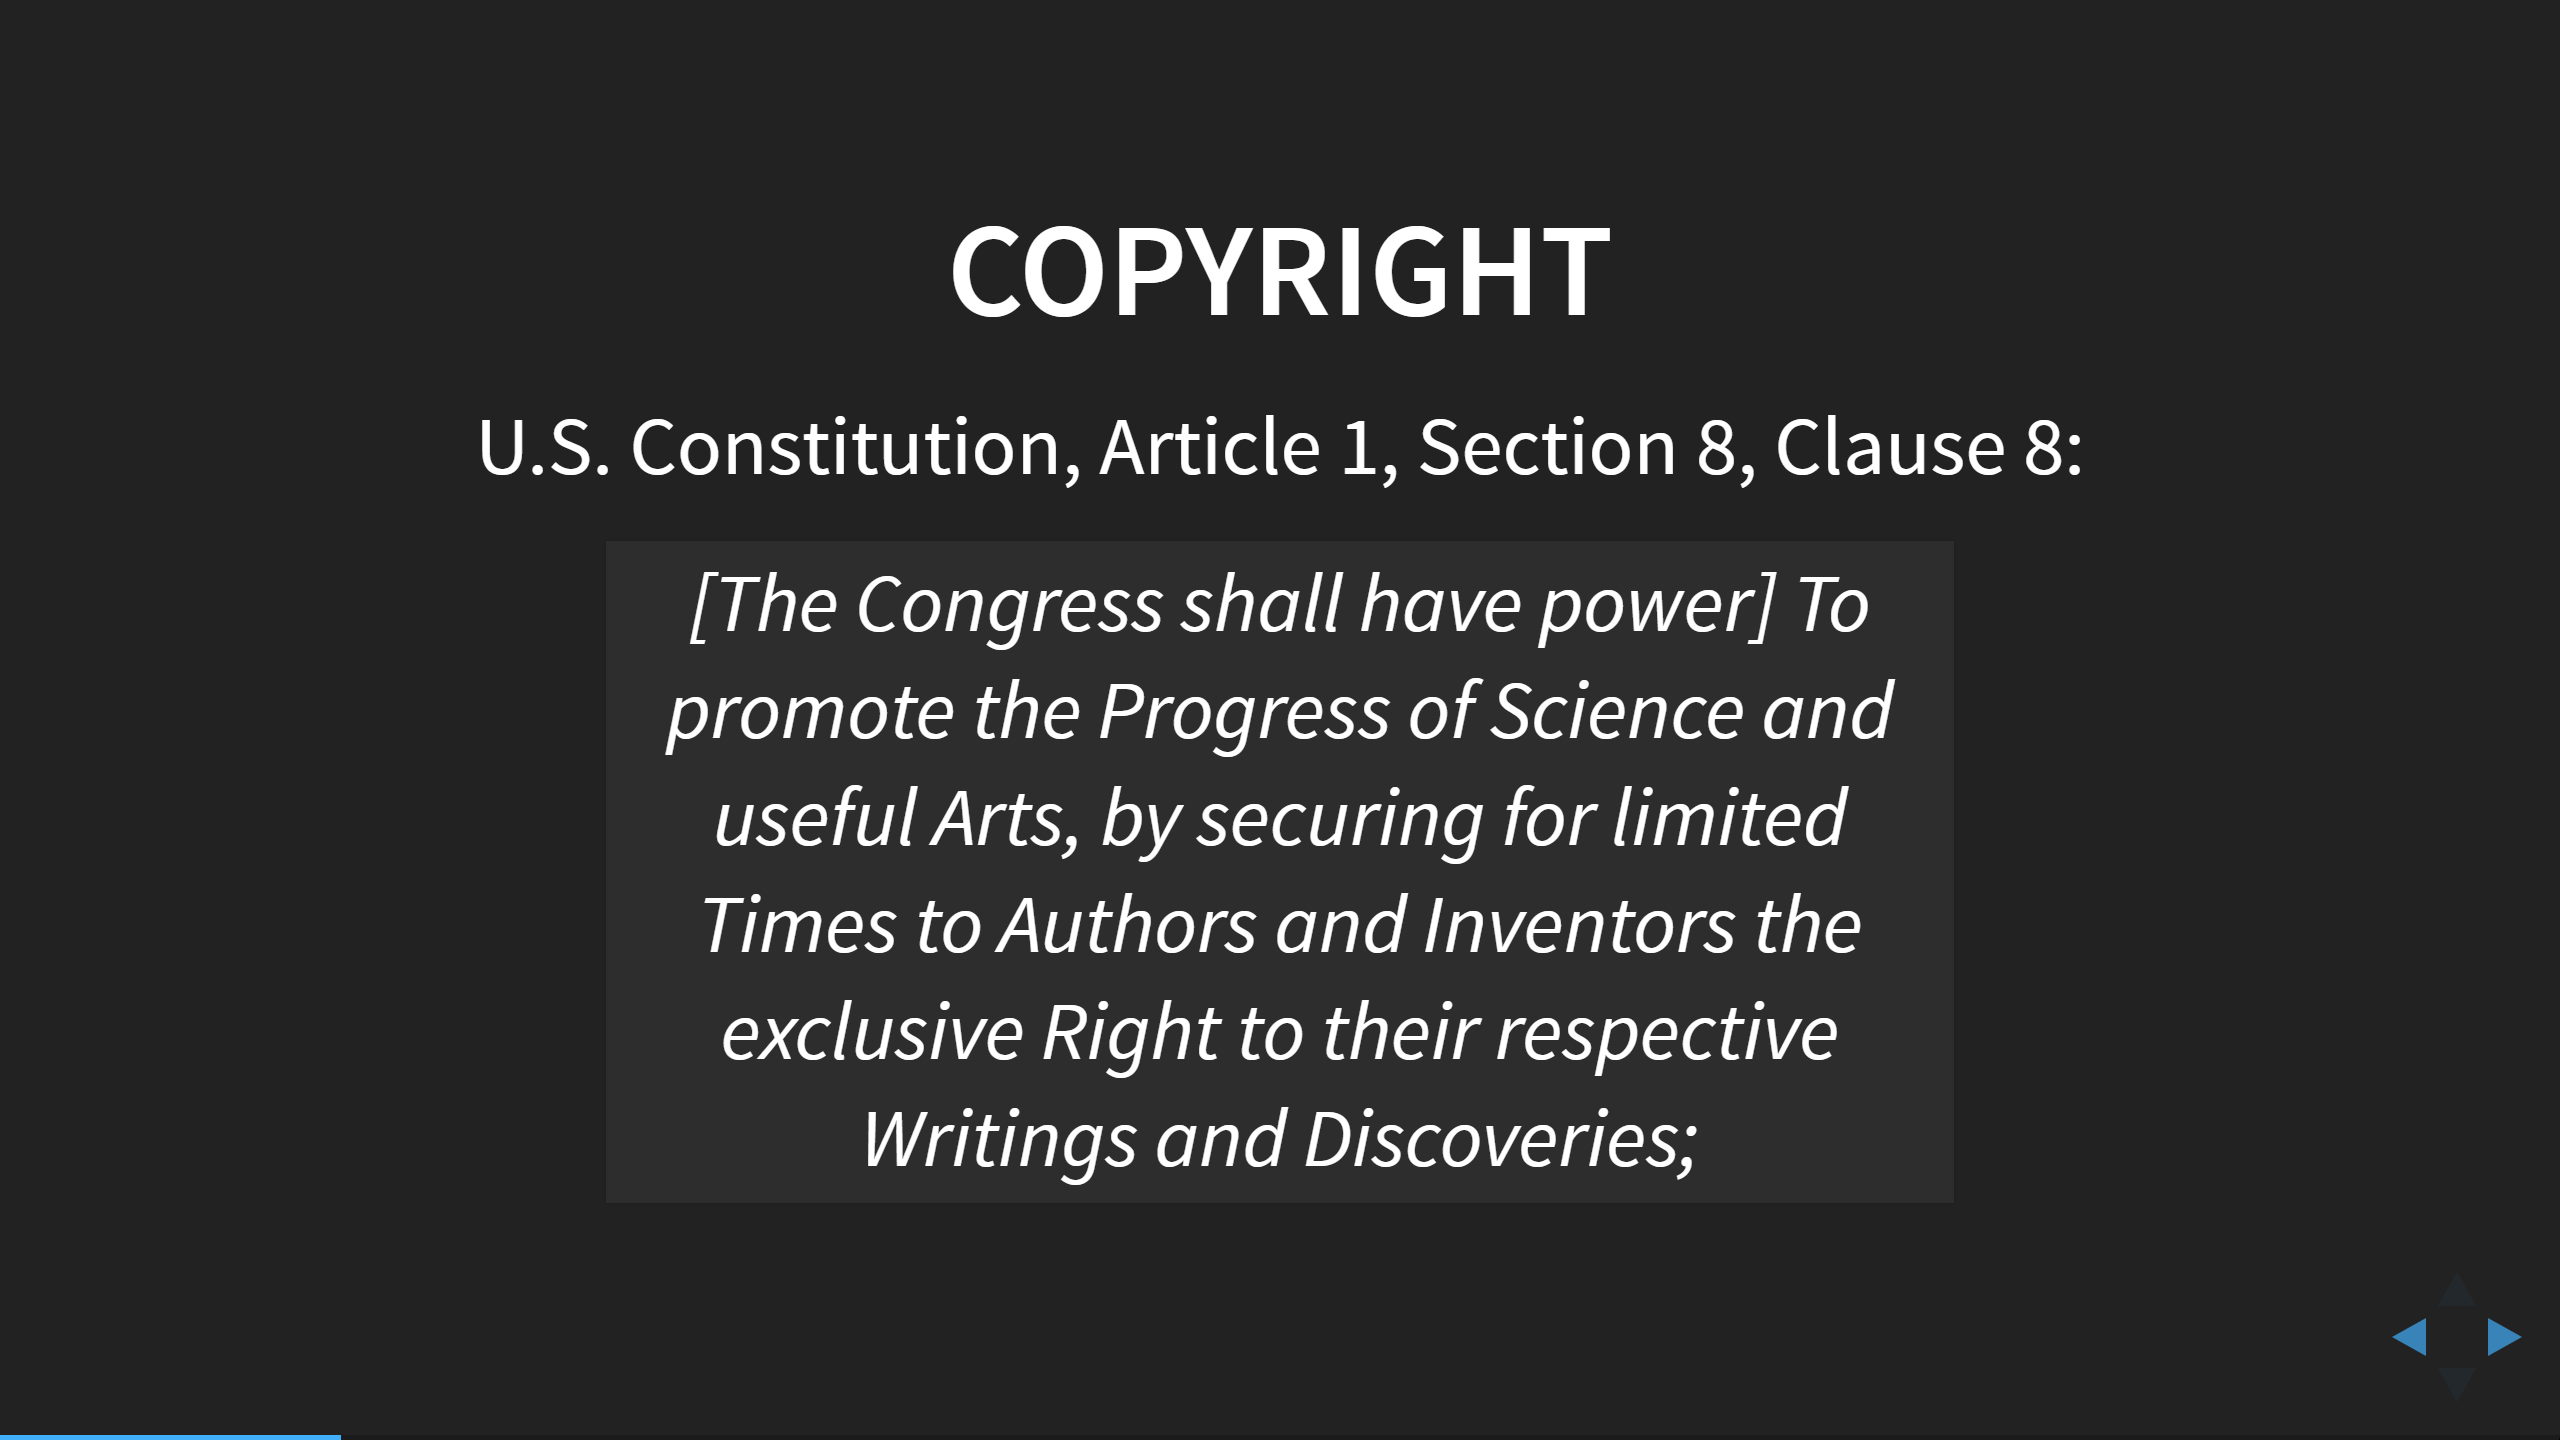 COPYRIGHT
U.S. Constitution, Article 1, Section 8, Clause 8:
[The Congress shall have power] To
promote the Progress of Science and
useful Arts, by securing for limited
Times to Authors and Inventors the
exclusive Right to their respective
Writings and Discoveries;